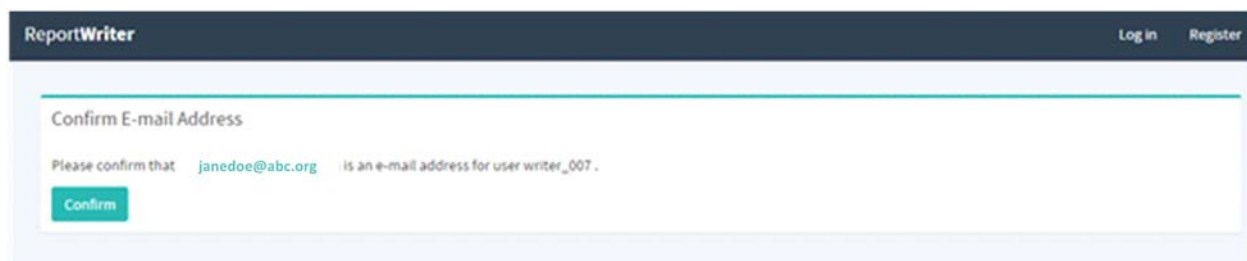 ReportWriter Log in Register
Confirm E-mail Address
Please confirm that janedoe@abc.org is an e-mail address for user writer_007 .
Confirm